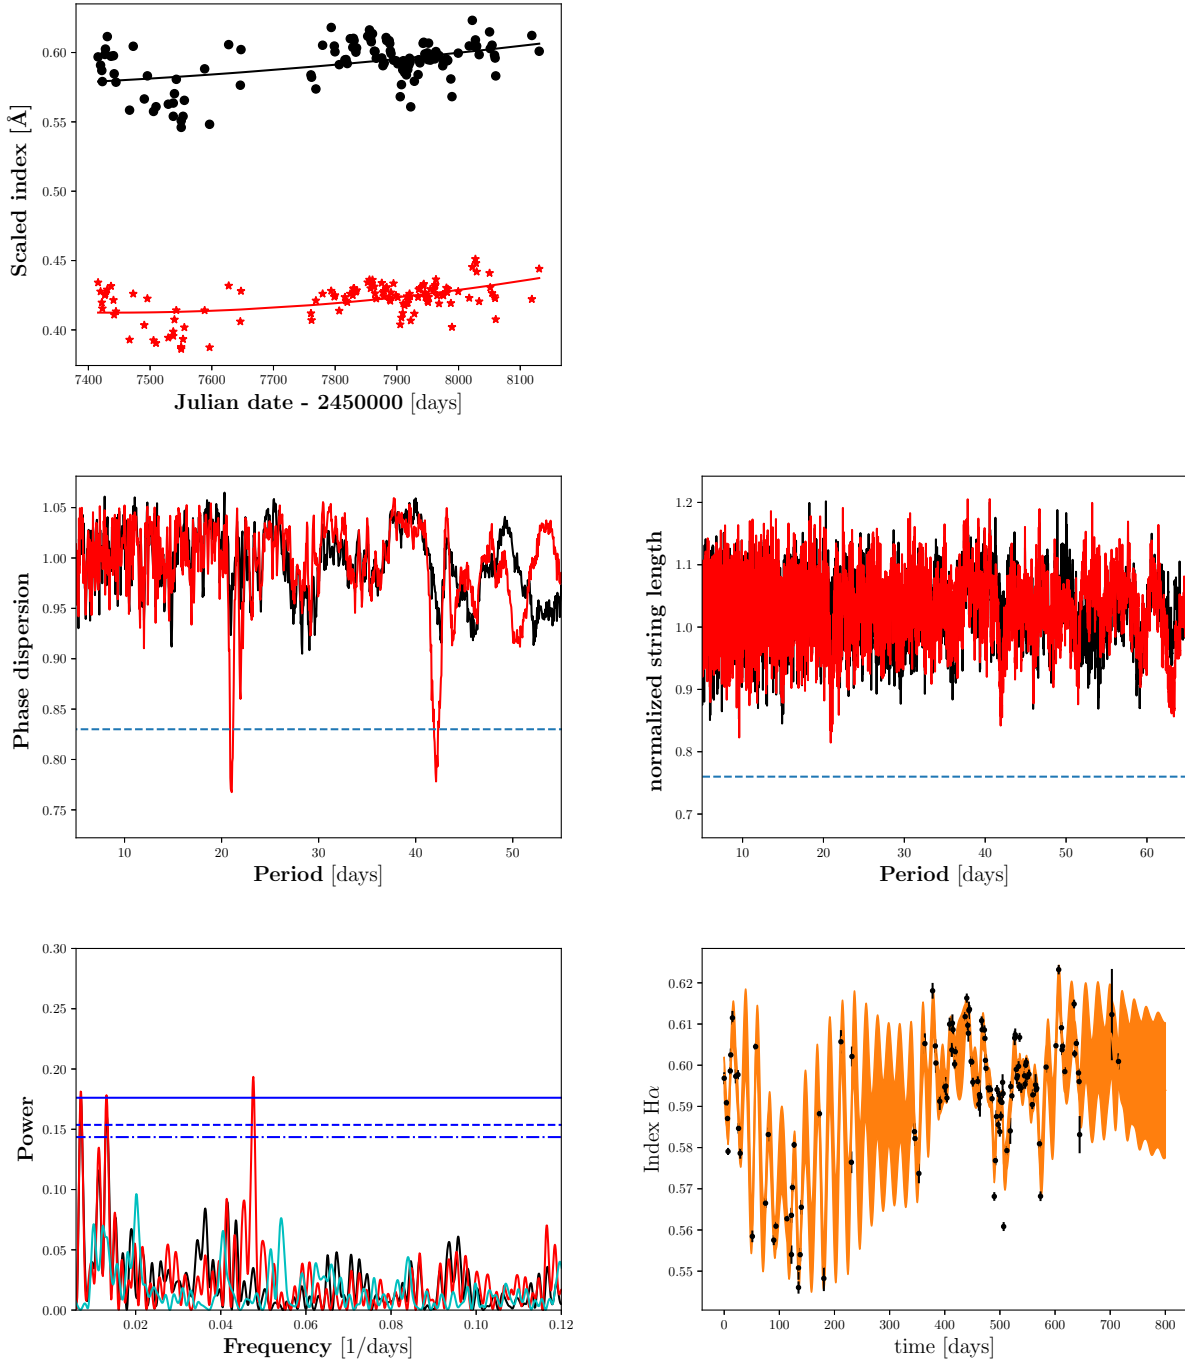 0.60
0.55
0.50
0.45
0.40
Scaled index [Å]
7400 7500 7600 7700 7800 7900 8000 8100
Julian date - 2450000 [days]
1.05
1.00
0.95
0.90
0.85
0.80
0.75
Phase dispersion
10 20 30 40 50
Period [days]
1.2
1.1
1.0
0.9
0.8
0.7
normalized string length
10 20 30 40 50 60
Period [days]
0.30
0.25
0.20
0.15
0.10
0.05
0.00
Power
0.02 0.04 0.06 0.08 0.10 0.12
Frequency [1/days]
0.62
0.61
0.60
0.59
0.58
0.57
0.56
0.55
Index Hα
0 100 200 300 400 500 600 700 800
time [days]